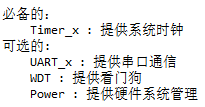 必备的：
    Timer_x : 提供系统时钟
可选的：
    UART_x : 提供串口通信
    WDT : 提供看门狗
    Power : 提供硬件系统管理